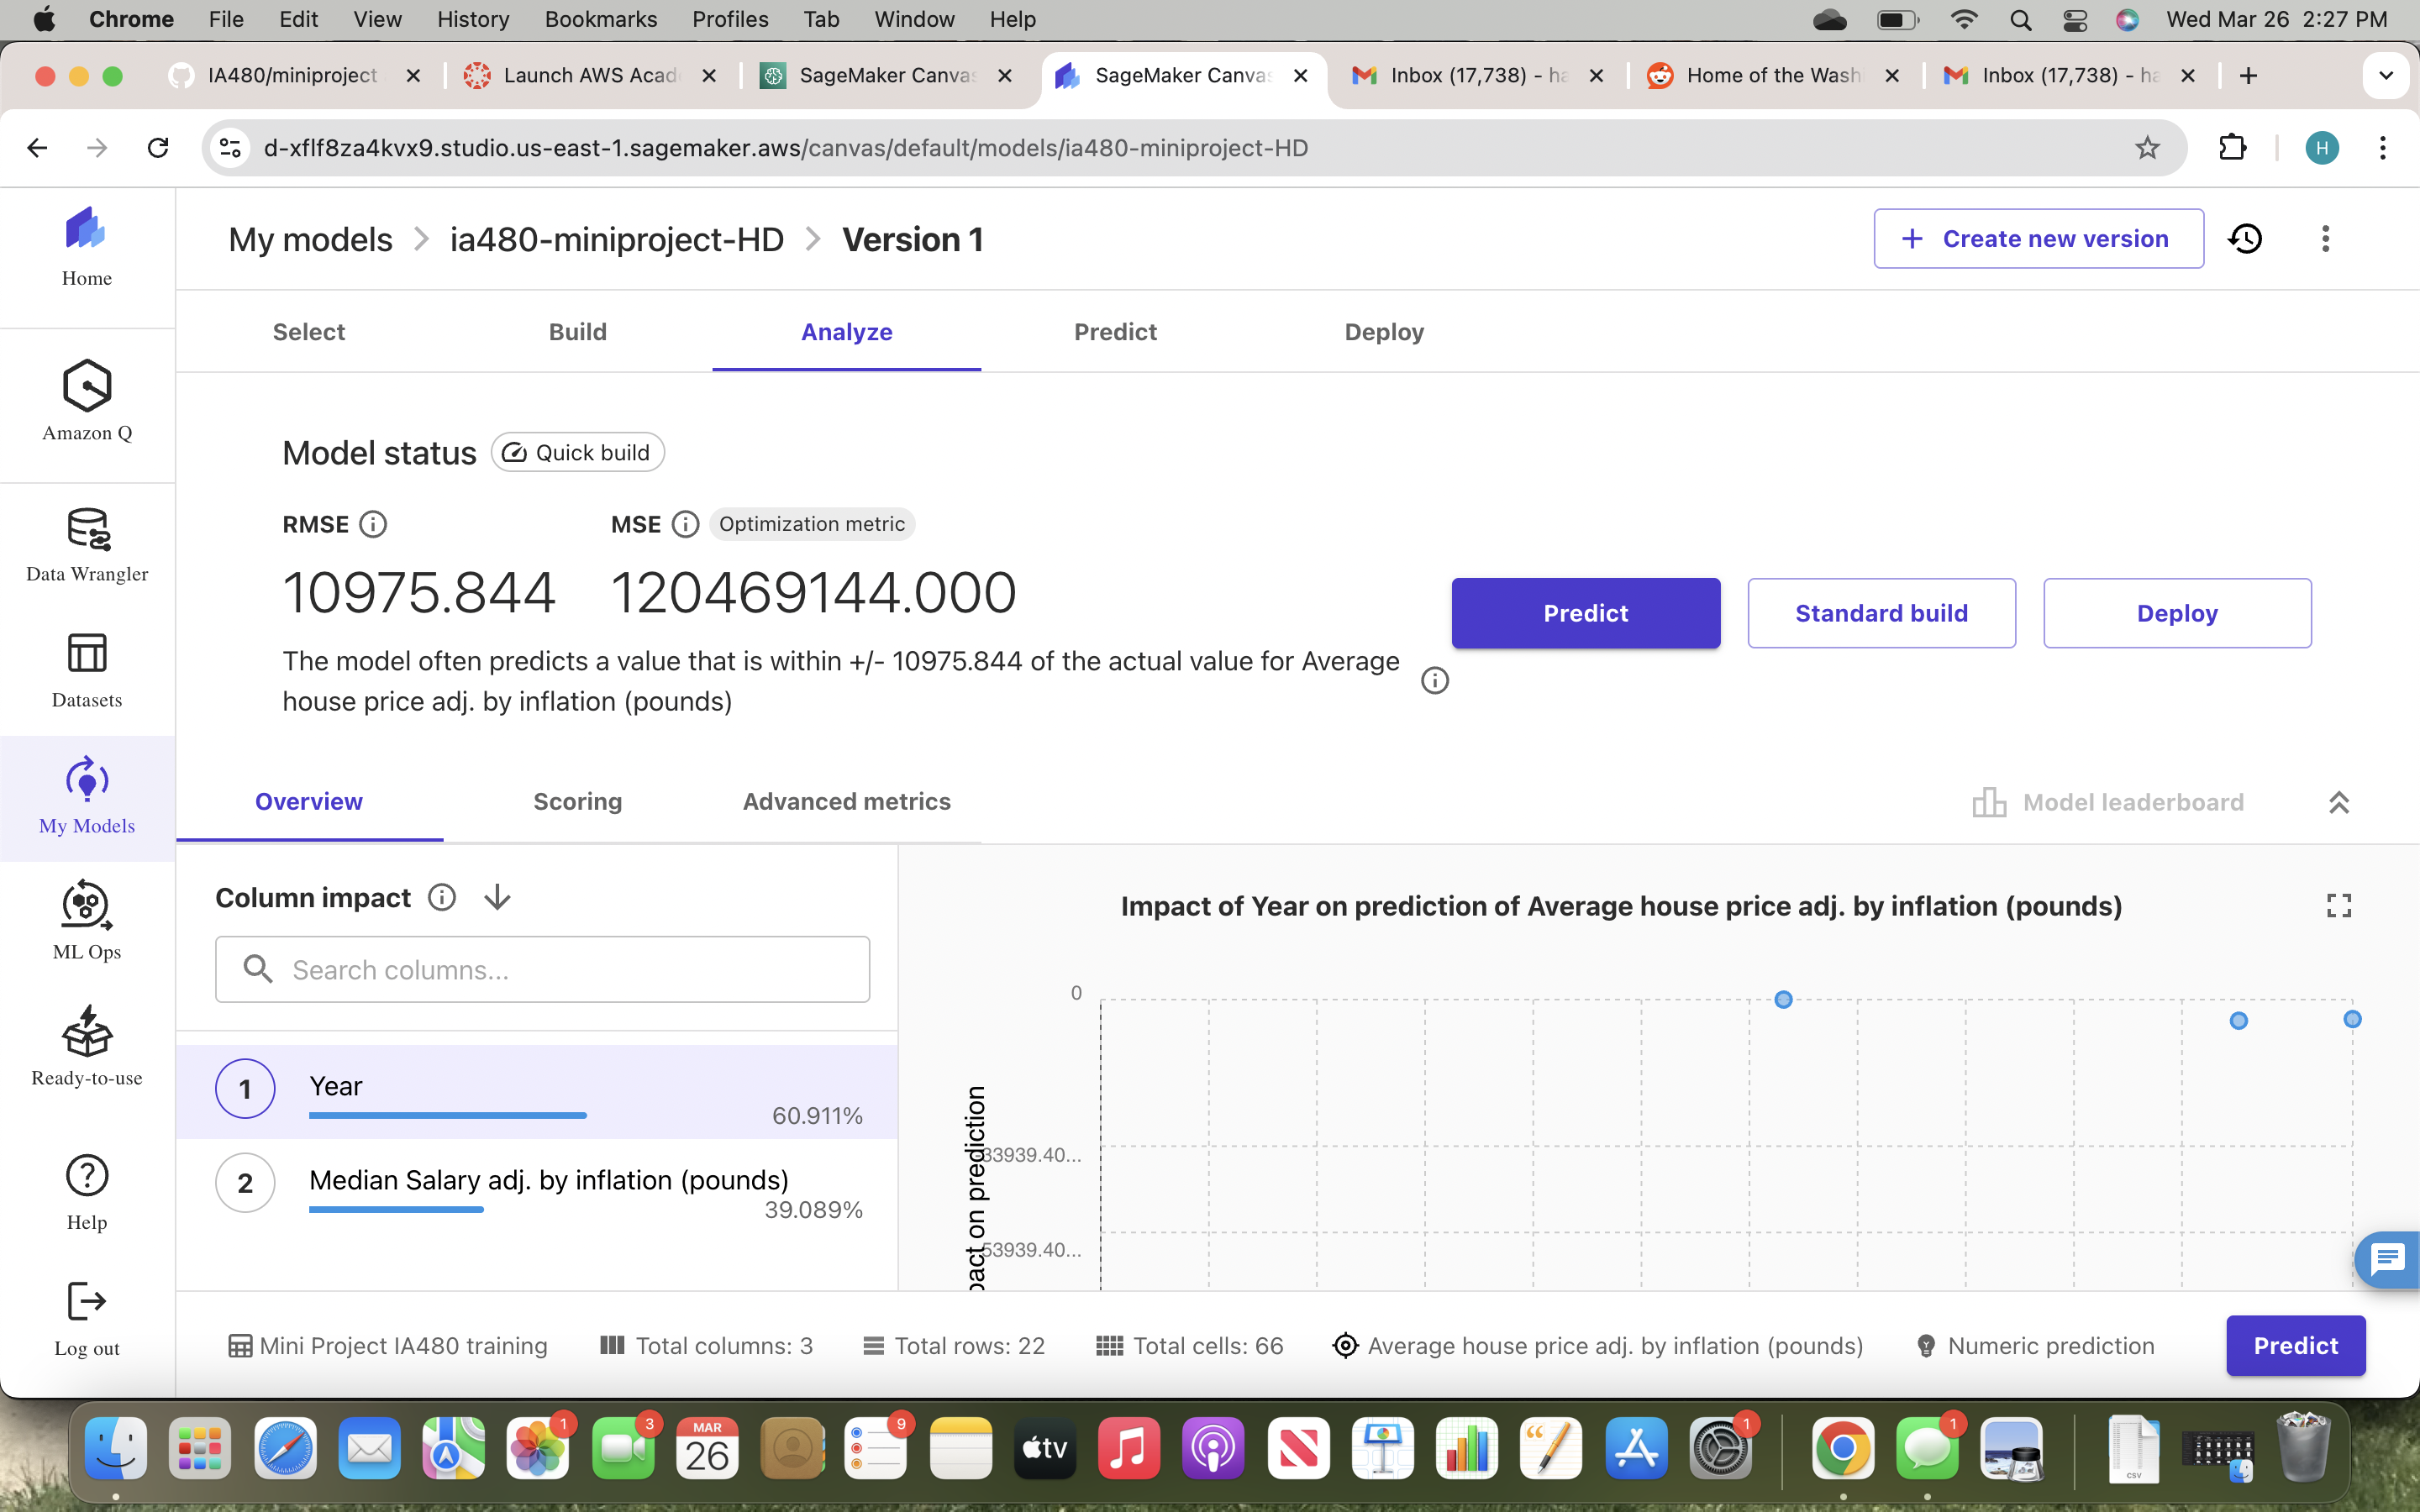 Chrome File Edit View History Bookmarks Profiles Tab Window Help Wed Mar 26 2:27 PM
IA480/miniproject Launch AWS Acad SageMaker Canvas SageMaker Canvas Inbox (17,738) - ha Home of the Wash Inbox (17,738) - ha
d-xflf8za4kvx9.studio.us-east-1.sagemaker.aws/canvas/default/models/ia480-miniproject-HD H
Home
My models > ia480-miniproject-HD > Version 1
+ Create new version
Select Build Analyze Predict Deploy
Amazon Q
Data Wrangler
Datasets
My Models
ML Ops
Ready-to-use
Help
Log out
Model status Quick build
RMSE MSE Optimization metric
10975.844 120469144.000
Predict Standard build Deploy
The model often predicts a value that is within +/- 10975.844 of the actual value for Average
house price adj. by inflation (pounds)
Overview Scoring Advanced metrics Model leaderboard
Column impact
Search columns...
1 Year
60.911%
2 Median Salary adj. by inflation (pounds)
39.089%
Impact of Year on prediction of Average house price adj. by inflation (pounds)
0
33939.40...
53939.40...
pact on prediction
Mini Project IA480 training Total columns: 3 Total rows: 22 Total cells: 66 Average house price adj. by inflation (pounds) Numeric prediction Predict
1 3 MAR 26 9 tv 1 1 CSV